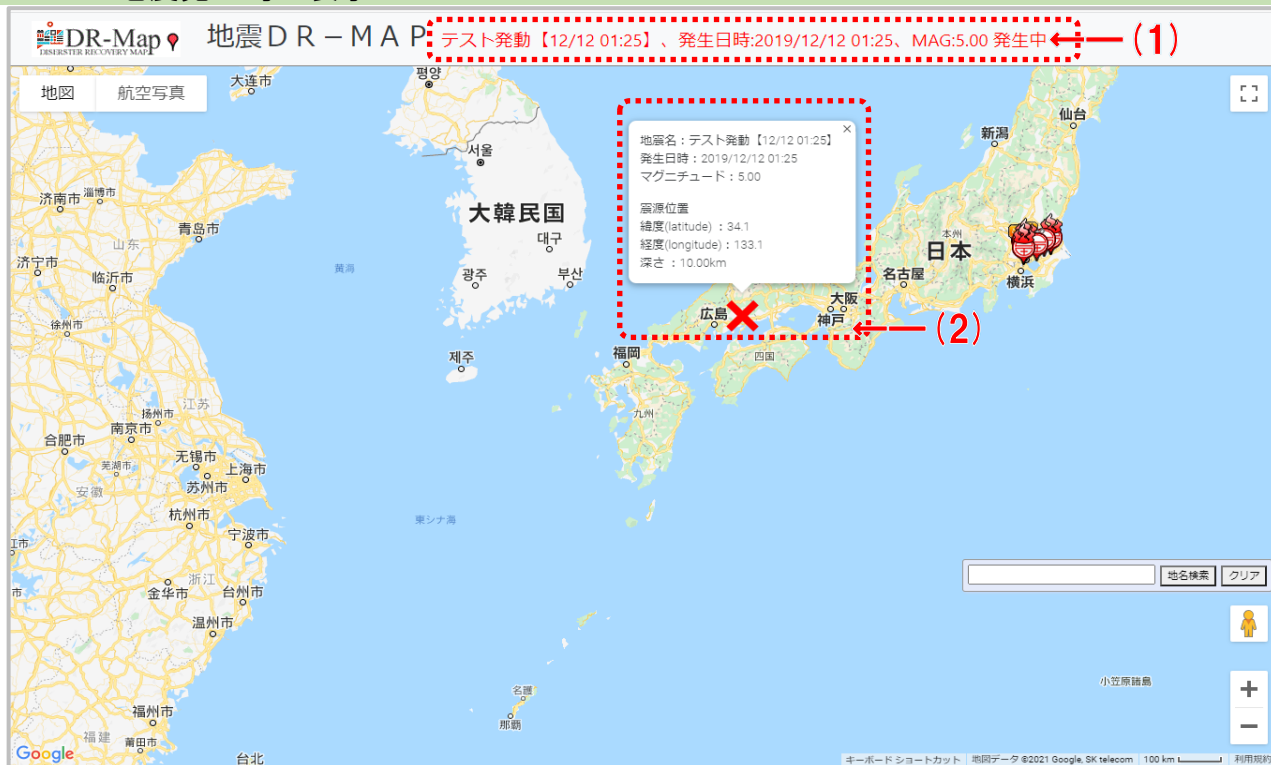 DR-Map
DISERSTER RECOVERY MAP
地震ＤＲ－ＭＡＰ
テスト発動【12/12 01:25】、発生日時:2019/12/12 01:25、MAG:5.00 発生中
(1)
地図
航空写真
大连市
평양
서울
仙台
新潟
地震名：テスト発動【12/12 01:25】
発生日時：2019/12/12 01:25
マグニチュード：5.00
震源位置
緯度(latitude)：34.1
経度(longitude)：133.1
深さ：10.00km
×
济南市
淄博市
青岛市
山东
大韓民国
대구
本州
日本
济宁市
临沂市
黄海
광주
부산
名古屋
横浜
大阪
神戸
広島
(2)
徐州市
제주
福岡
四国
九州
江苏
扬州市
南京市
合肥市
无锡市
芜湖市
上海市
苏州市
安徽
杭州市
東シナ海
宁波市
江市
地名検索
クリア
浙江
金华市
台州市
市
温州市
小笠原諸島
名護
那覇
福州市
福建
莆田市
台北
Google
キーボード ショートカット
地図データ ©2021 Google, SK telecom
100 km
利用規約